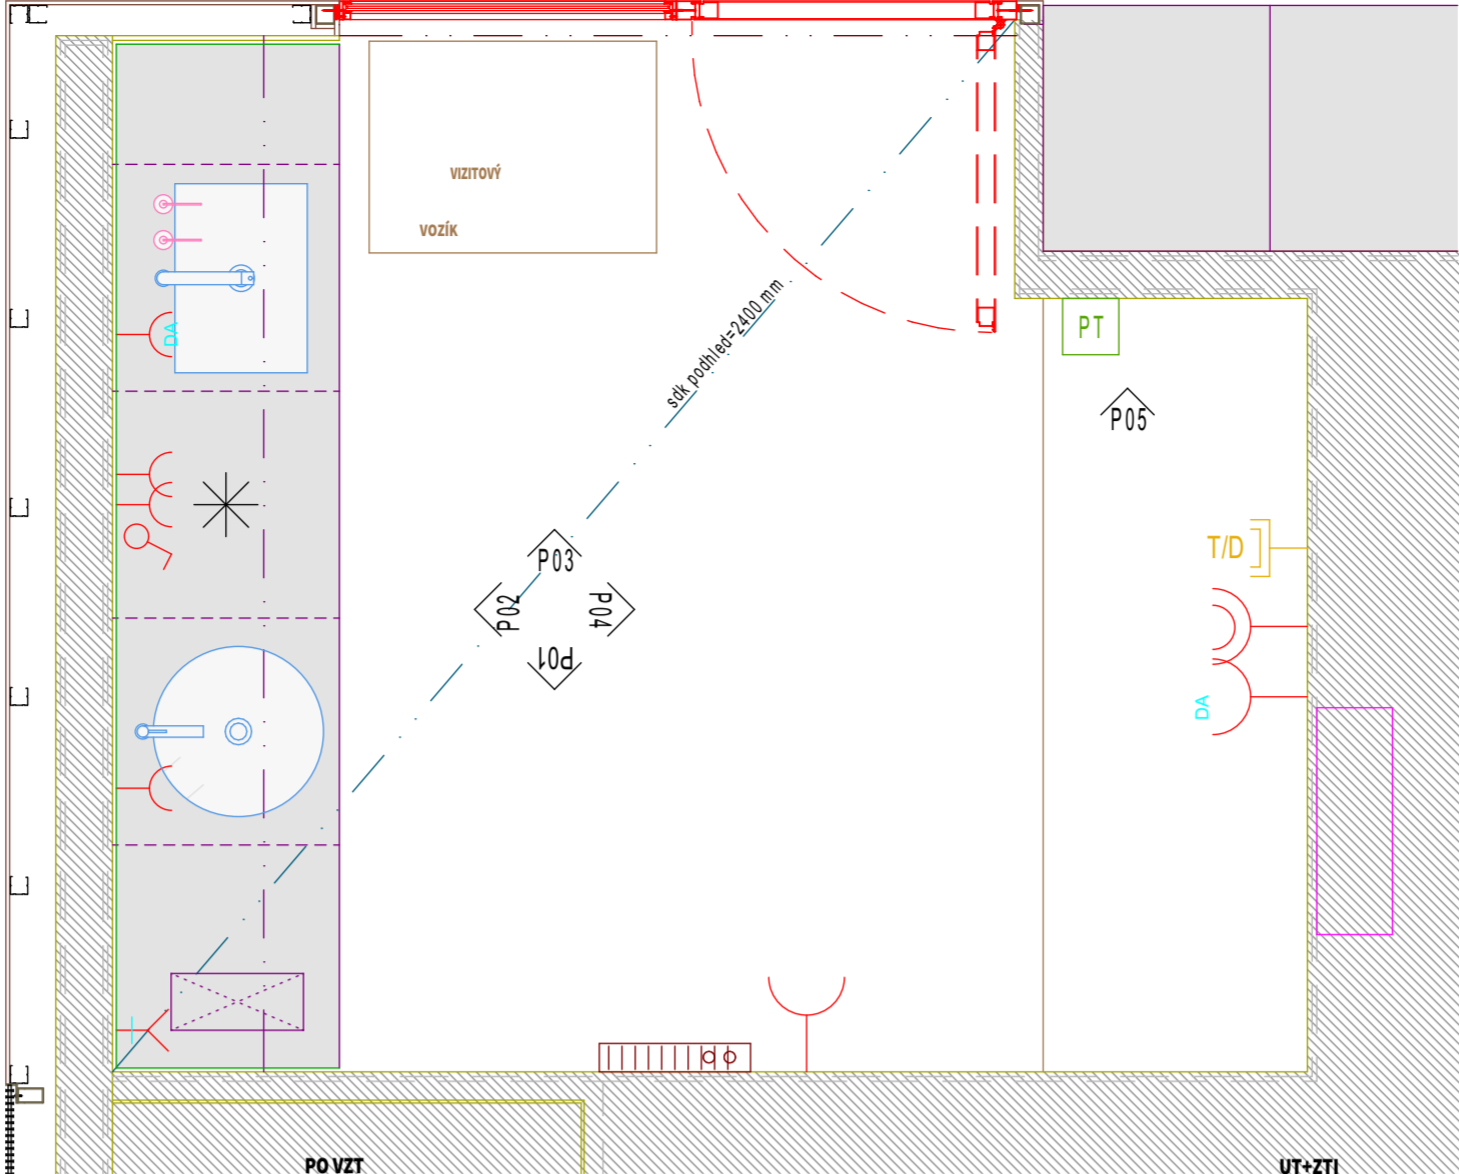 VIZITOVÝ
VOZÍK
sdk podhled=2400 mm
DA
PT
P05
P03
P02
P04
P01
T/D
DA
PO VZT
UT+ZTI